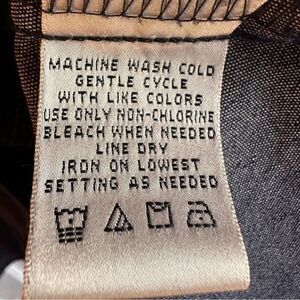 MACHINE WASH COLD
GENTLE CYCLE
WITH LIKE COLORS
USE ONLY NON-CHLORINE
BLEACH WHEN NEEDED
LINE DRY
IRON ON LOWEST
SETTING AS NEEDED